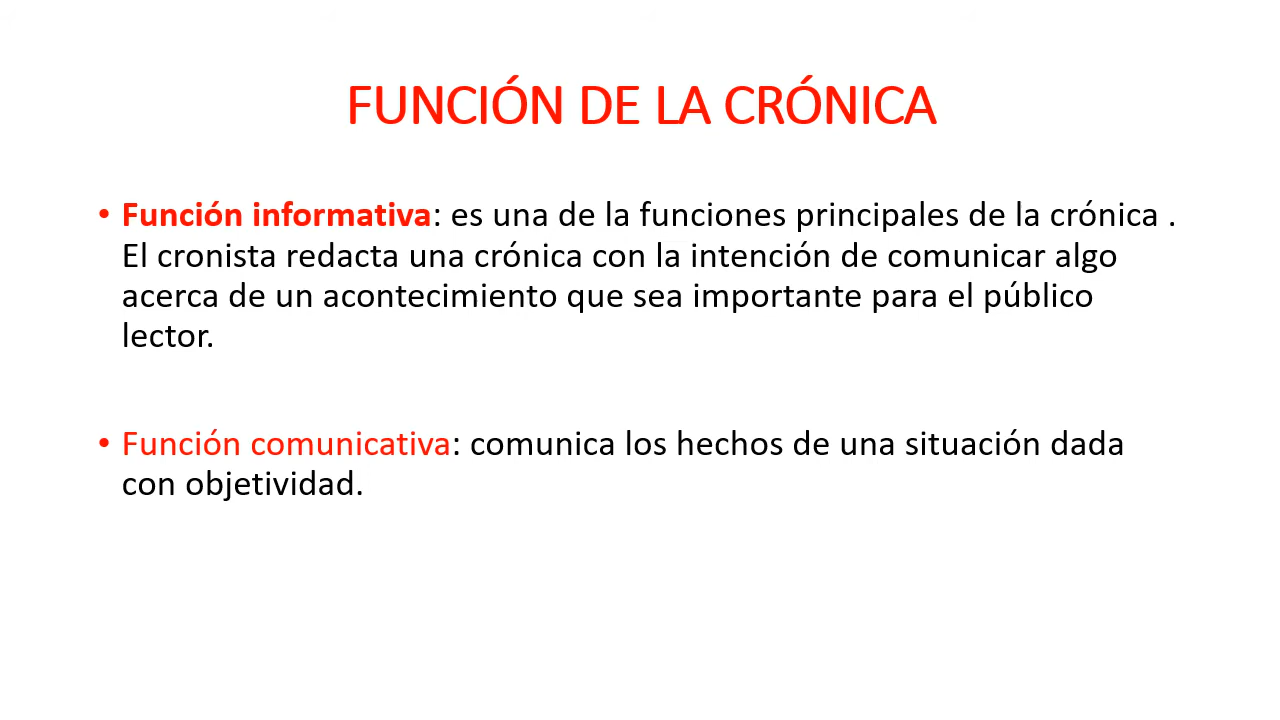 FUNCIÓN DE LA CRÓNICA
• Función informativa: es una de la funciones principales de la crónica .
El cronista redacta una crónica con la intención de comunicar algo
acerca de un acontecimiento que sea importante para el público
lector.
• Función comunicativa: comunica los hechos de una situación dada
con objetividad.